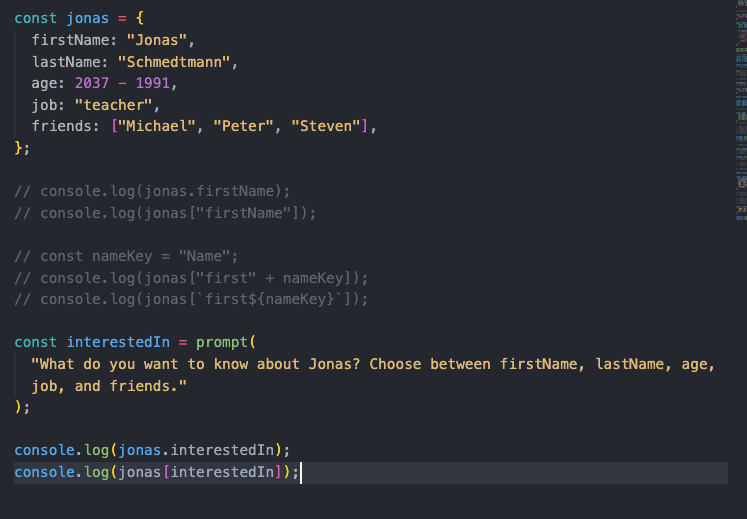 const jonas = {
  firstName: "Jonas",
  lastName: "Schmedtmann",
  age: 2037 - 1991,
  job: "teacher",
  friends: ["Michael", "Peter", "Steven"],
};

// console.log(jonas.firstName);
// console.log(jonas["firstName"]);

// const nameKey = "Name";
// console.log(jonas["first" + nameKey]);
// console.log(jonas[`first${nameKey}`]);

const interestedIn = prompt(
  "What do you want to know about Jonas? Choose between firstName, lastName, age,
  job, and friends."
);

console.log(jonas.interestedIn);
console.log(jonas[interestedIn]);